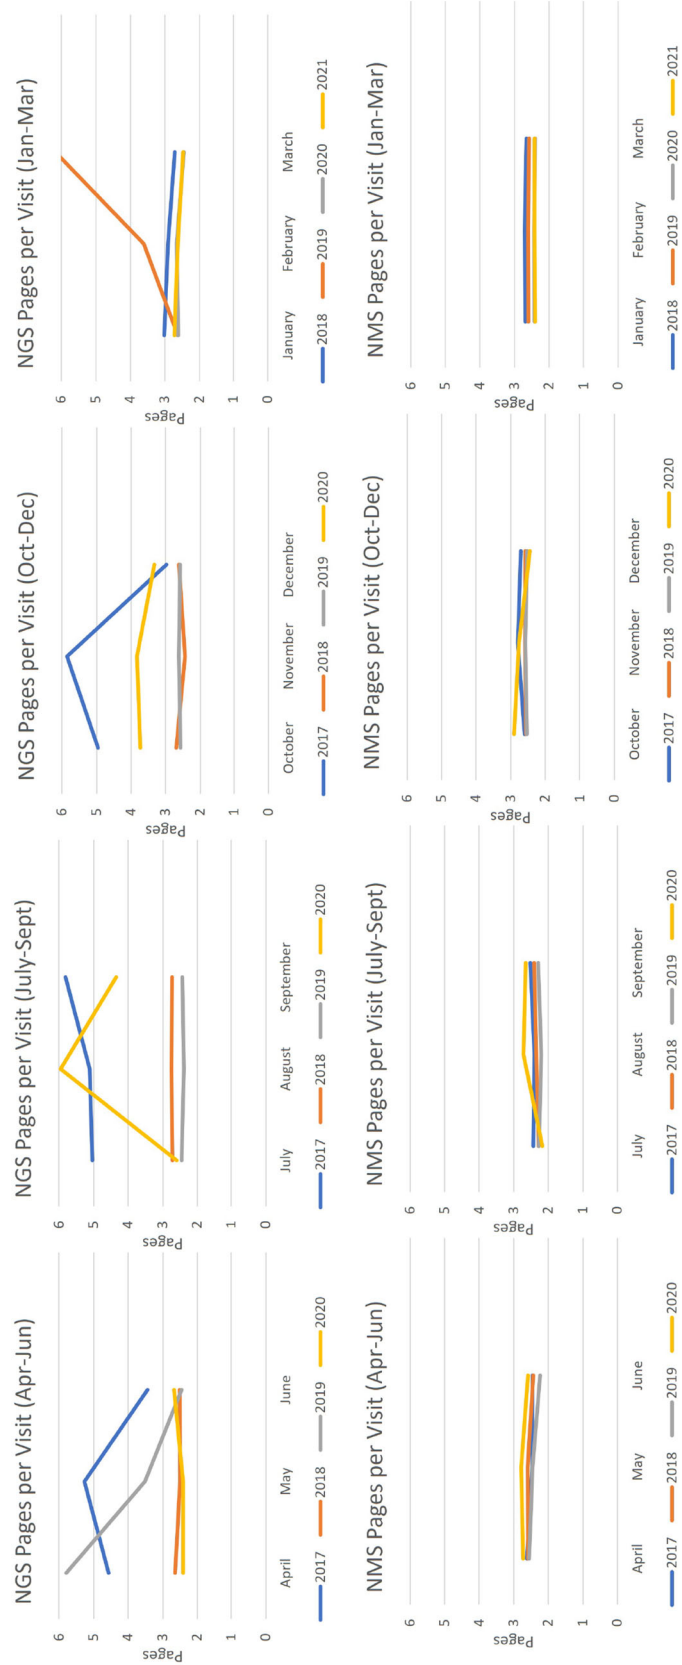 NGS Pages per Visit (Apr-Jun)
6
5
4
3
2
1
0
Pages
April May June
2017 2018 2019 2020
NGS Pages per Visit (July-Sept)
6
5
4
3
2
1
0
Pages
July August September
2017 2018 2019 2020
NGS Pages per Visit (Oct-Dec)
6
5
4
3
2
1
0
Pages
October November December
2017 2018 2019 2020
NGS Pages per Visit (Jan-Mar)
6
5
4
3
2
1
0
Pages
January February March
2018 2019 2020 2021
NMS Pages per Visit (Apr-Jun)
6
5
4
3
2
1
0
Pages
April May June
2017 2018 2019 2020
NMS Pages per Visit (July-Sept)
6
5
4
3
2
1
0
Pages
July August September
2017 2018 2019 2020
NMS Pages per Visit (Oct-Dec)
6
5
4
3
2
1
0
Pages
October November December
2017 2018 2019 2020
NMS Pages per Visit (Jan-Mar)
6
5
4
3
2
1
0
Pages
January February March
2018 2019 2020 2021